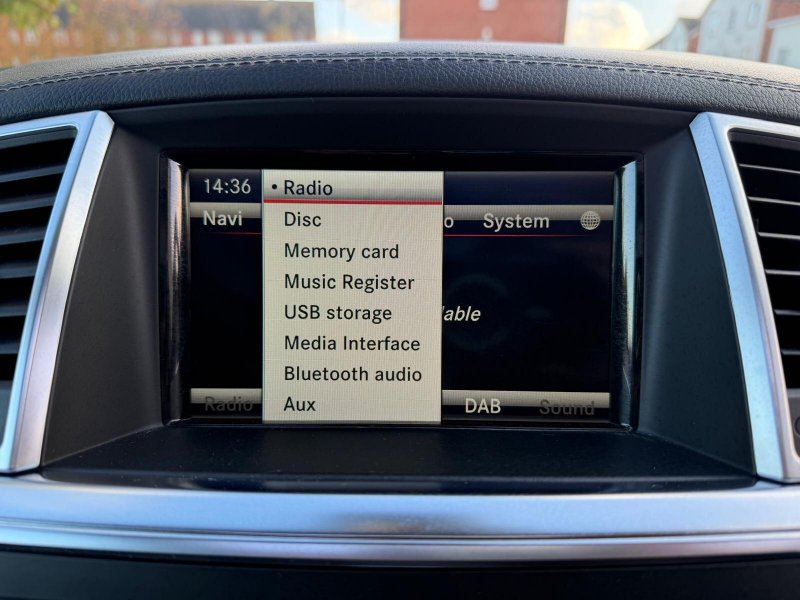 14:36
• Radio
Navi
Disc
System
Memory card
Music Register
USB storage
Media Interface
Bluetooth audio
Radio
Aux
DAB
Sound